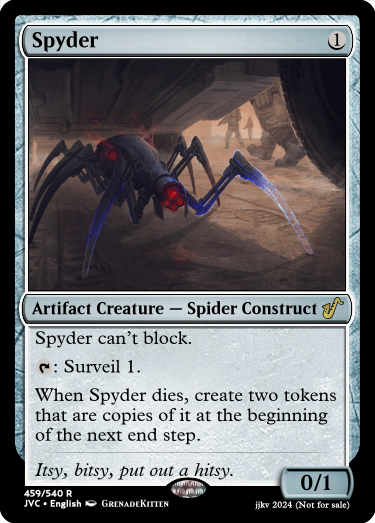 Spyder 1
Artifact Creature — Spider Construct
Spyder can't block.
: Surveil 1.
When Spyder dies, create two tokens
that are copies of it at the beginning
of the next end step.
Itsy, bitsy, put out a hitsy.
0/1
459/540 R
JVC • English GrenadeKitten
jjkv 2024 (Not for sale)